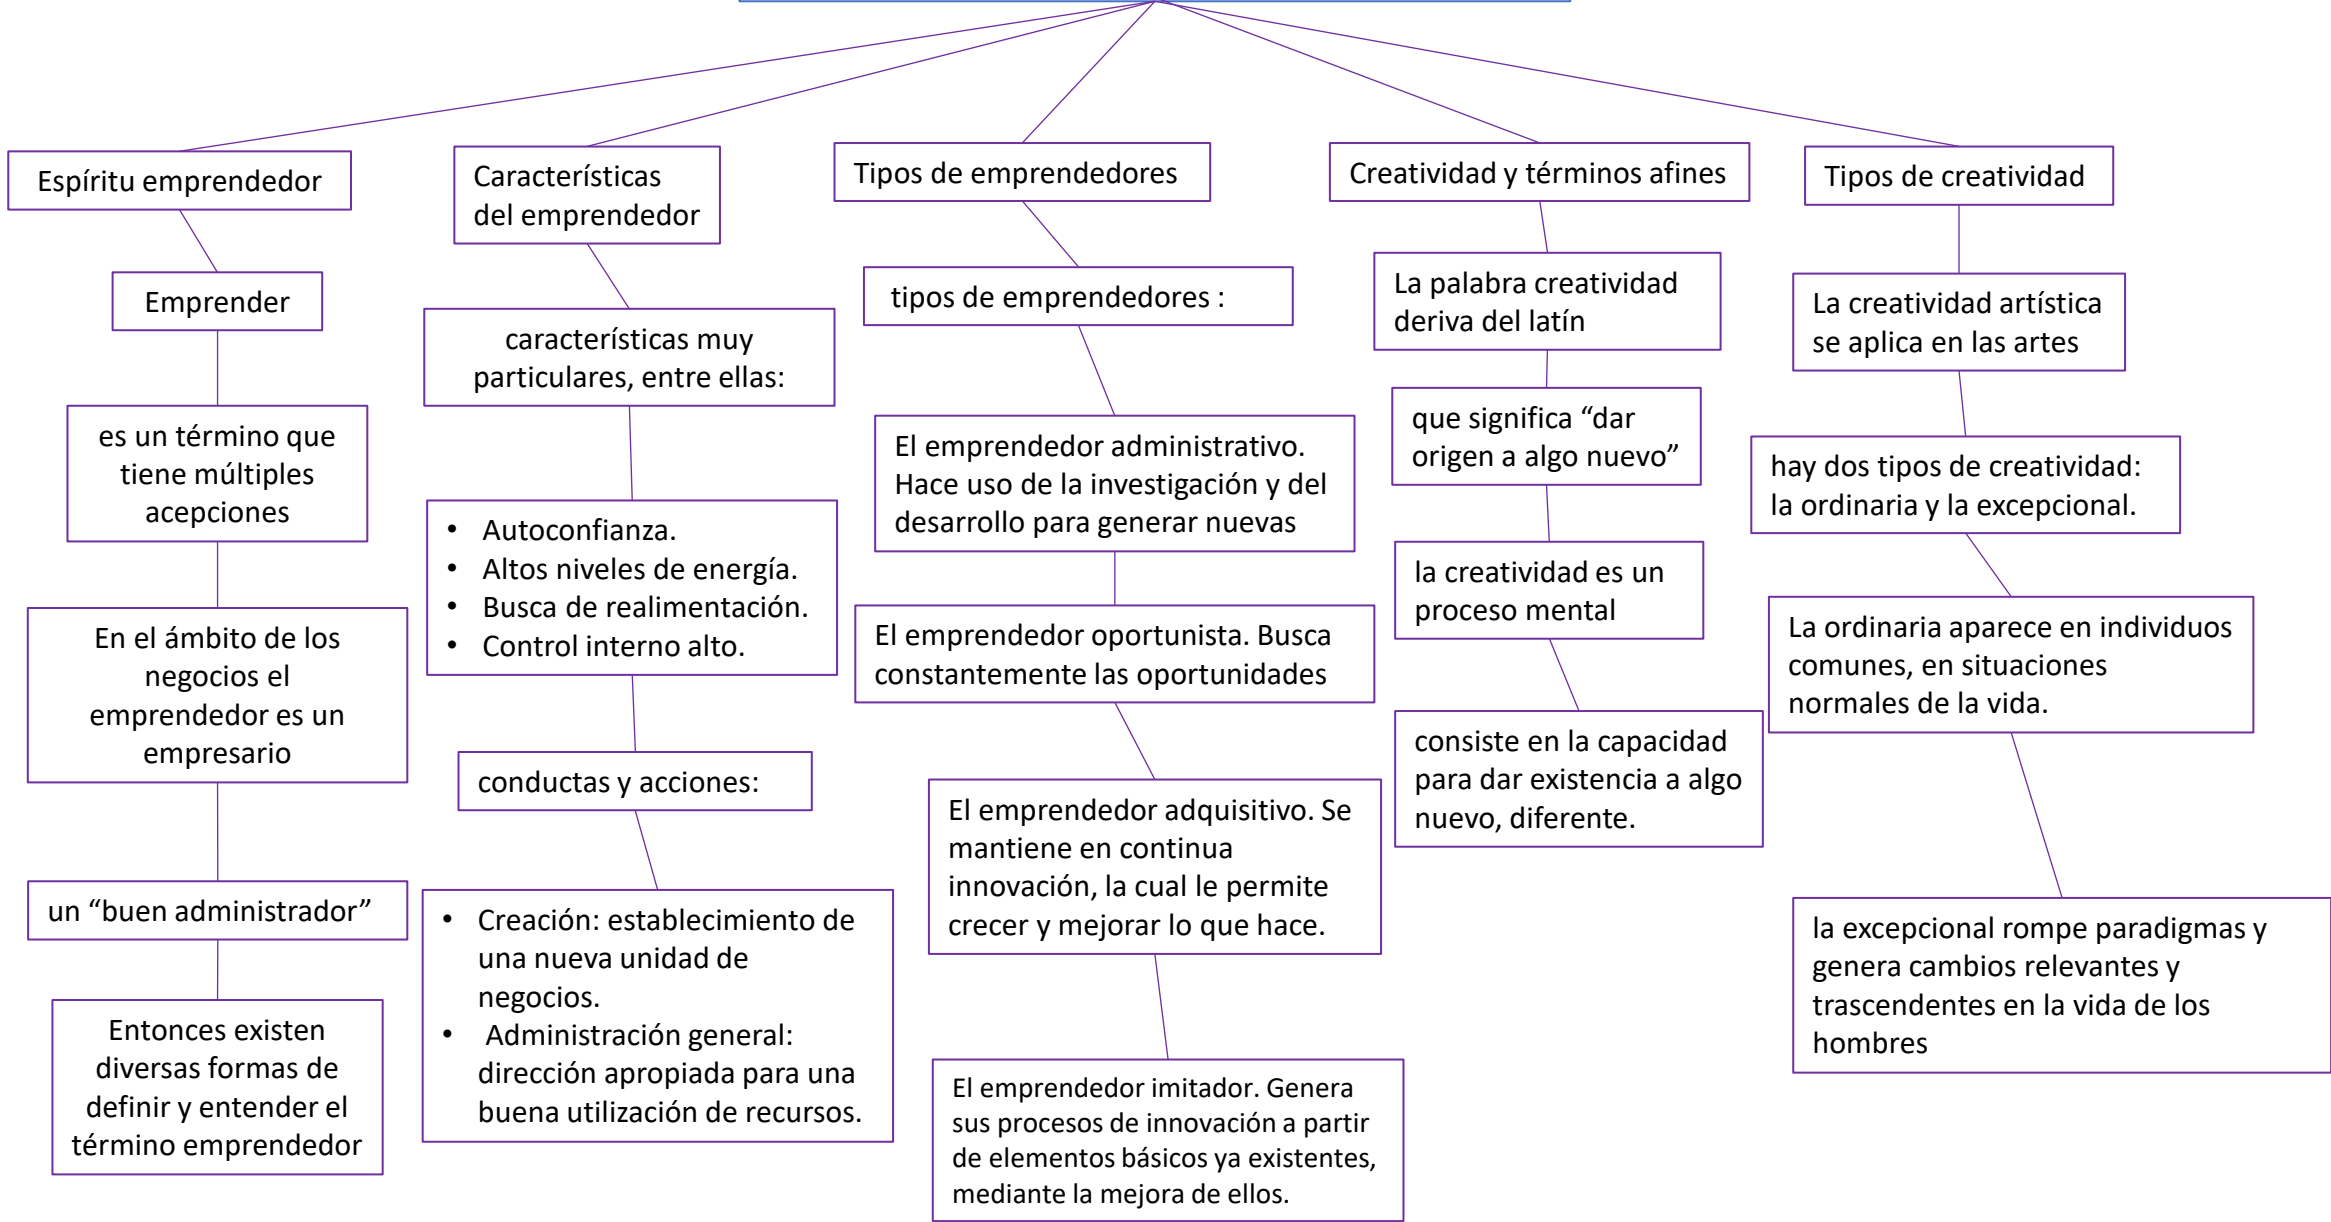 Espíritu emprendedor
Emprender
es un término que
tiene múltiples
acepciones
En el ámbito de los
negocios el
emprendedor es un
empresario
un “buen administrador”
Entonces existen
diversas formas de
definir y entender el
término emprendedor
Características
del emprendedor
características muy
particulares, entre ellas:
• Autoconfianza.
• Altos niveles de energía.
• Busca de realimentación.
• Control interno alto.
conductas y acciones:
• Creación: establecimiento de
una nueva unidad de
negocios.
• Administración general:
dirección apropiada para una
buena utilización de recursos.
Tipos de emprendedores
tipos de emprendedores :
El emprendedor administrativo.
Hace uso de la investigación y del
desarrollo para generar nuevas
El emprendedor oportunista. Busca
constantemente las oportunidades
El emprendedor adquisitivo. Se
mantiene en continua
innovación, la cual le permite
crecer y mejorar lo que hace.
El emprendedor imitador. Genera
sus procesos de innovación a partir
de elementos básicos ya existentes,
mediante la mejora de ellos.
Creatividad y términos afines
La palabra creatividad
deriva del latín
que significa “dar
origen a algo nuevo”
la creatividad es un
proceso mental
consiste en la capacidad
para dar existencia a algo
nuevo, diferente.
Tipos de creatividad
La creatividad artística
se aplica en las artes
hay dos tipos de creatividad:
la ordinaria y la excepcional.
La ordinaria aparece en individuos
comunes, en situaciones
normales de la vida.
la excepcional rompe paradigmas y
genera cambios relevantes y
trascendentes en la vida de los
hombres